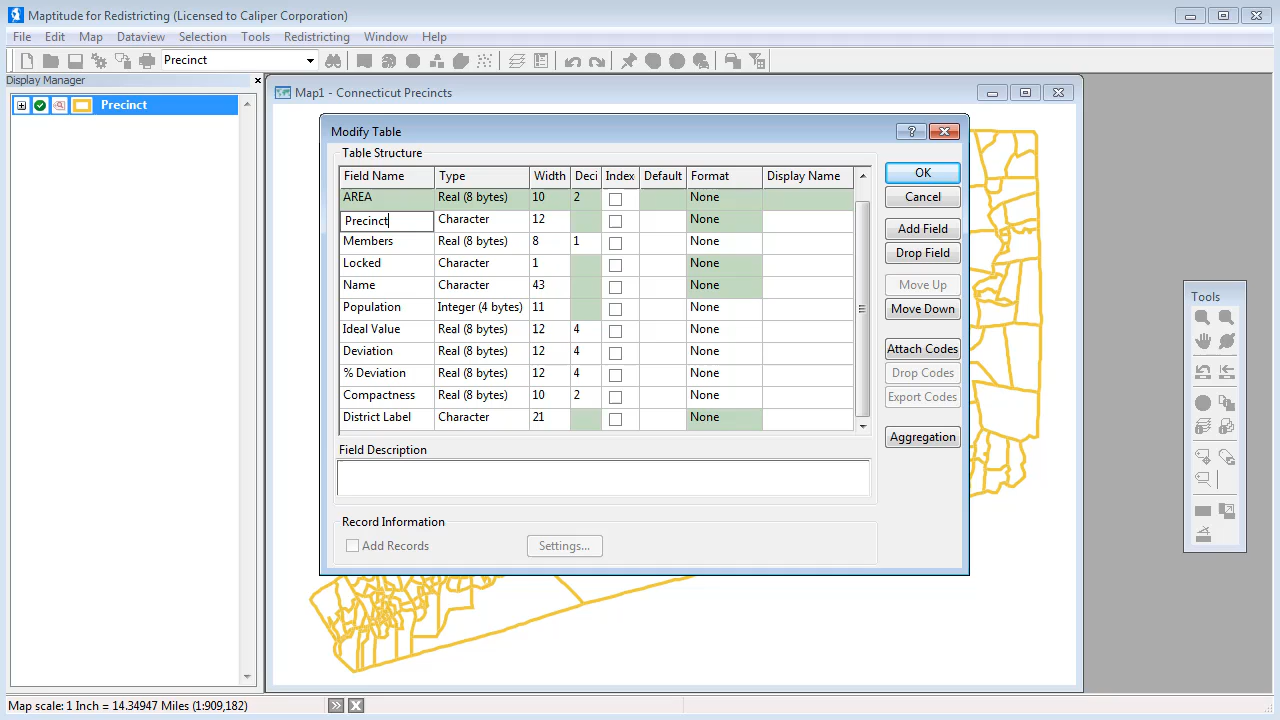 Maptitude for Redistricting (Licensed to Caliper Corporation)
File Edit Map Dataview Selection Tools Redistricting Window Help
Precinct
Display Manager
Precinct
Map1 - Connecticut Precincts
Modify Table
Table Structure
Field Name Type Width Deci Index Default Format Display Name
AREA Real (8 bytes) 10 2 None
Precinct Character 12 None
Members Real (8 bytes) 8 1 None
Locked Character 1 None
Name Character 43 None
Population Integer (4 bytes) 11 None
Ideal Value Real (8 bytes) 12 4 None
Deviation Real (8 bytes) 12 4 None
% Deviation Real (8 bytes) 12 4 None
Compactness Real (8 bytes) 10 2 None
District Label Character 21 None
OK
Cancel
Add Field
Drop Field
Move Up
Move Down
Attach Codes
Drop Codes
Export Codes
Aggregation
Field Description
Record Information
Add Records Settings...
Tools
Map scale: 1 Inch = 14.34947 Miles (1:909,182)